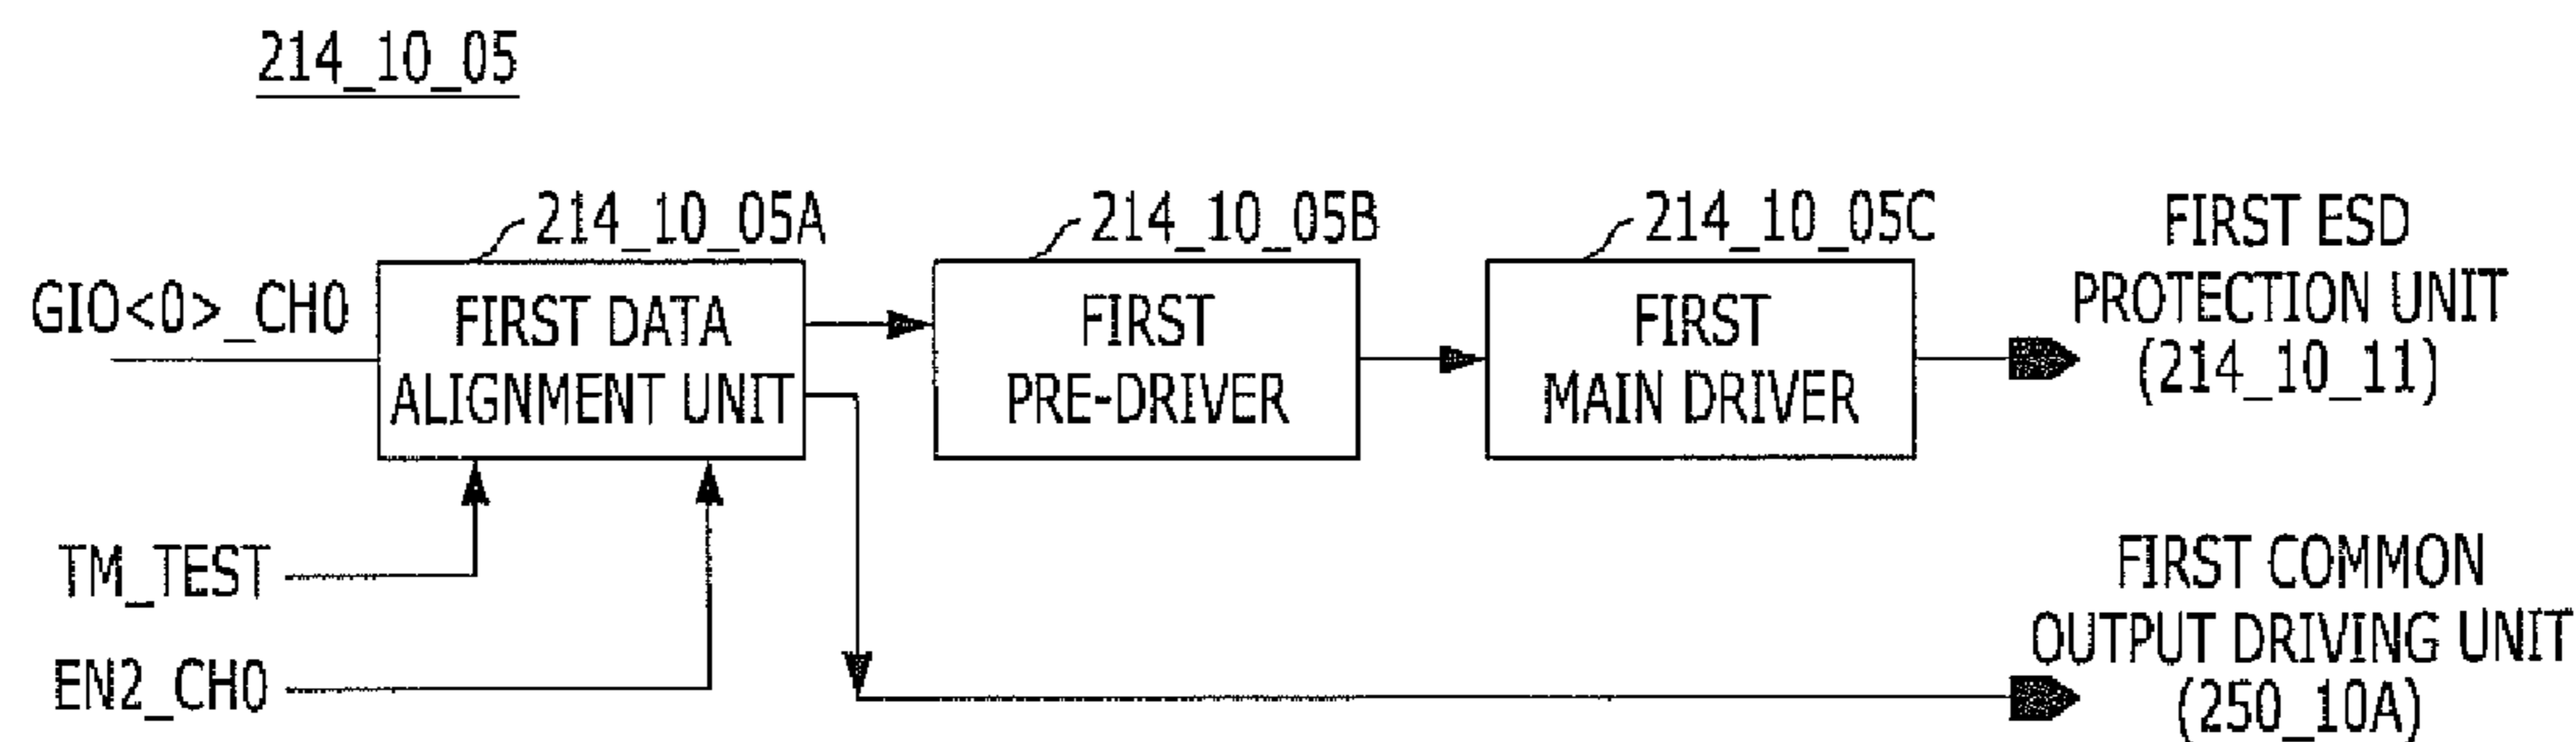 214_10_05
214_10_05A
214_10_05B
214_10_05C
GIO<0>_CH0
FIRST DATA
ALIGNMENT UNIT
FIRST
PRE-DRIVER
FIRST
MAIN DRIVER
FIRST ESD
PROTECTION UNIT
(214_10_11)
TM_TEST
EN2_CH0
FIRST COMMON
OUTPUT DRIVING UNIT
(250_10A)